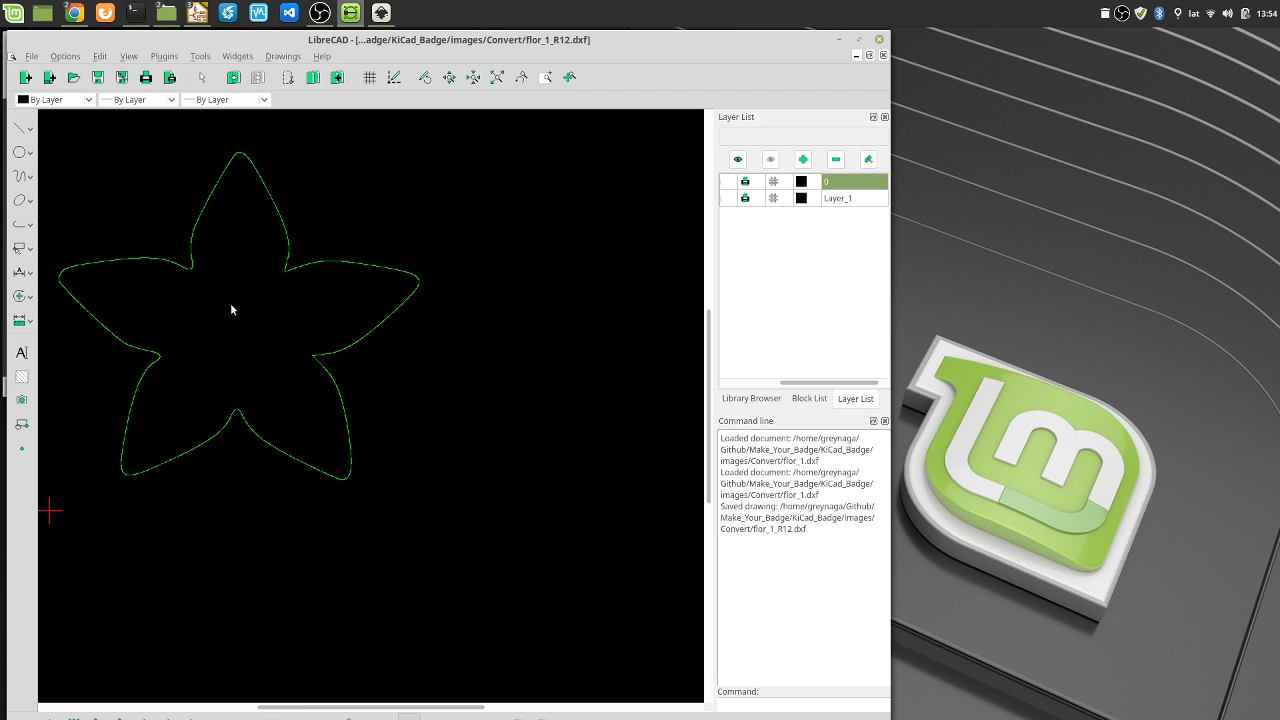 lat
13:54
LibreCAD - [...adge/KiCad_Badge/images/Convert/flor_1_R12.dxf]
File Options Edit View Plugins Tools Widgets Drawings Help
By Layer By Layer By Layer
Layer List
0
Layer_1
Library Browser Block List Layer List
Command line
Loaded document: /home/greynaga/
Github/Make_Your_Badge/KiCad_Badge/
images/Convert/flor_1.dxf
Loaded document: /home/greynaga/
Github/Make_Your_Badge/KiCad_Badge/
images/Convert/flor_1.dxf
Saved drawing: /home/greynaga/Github/
Make_Your_Badge/KiCad_Badge/images/
Convert/flor_1_R12.dxf
Command: